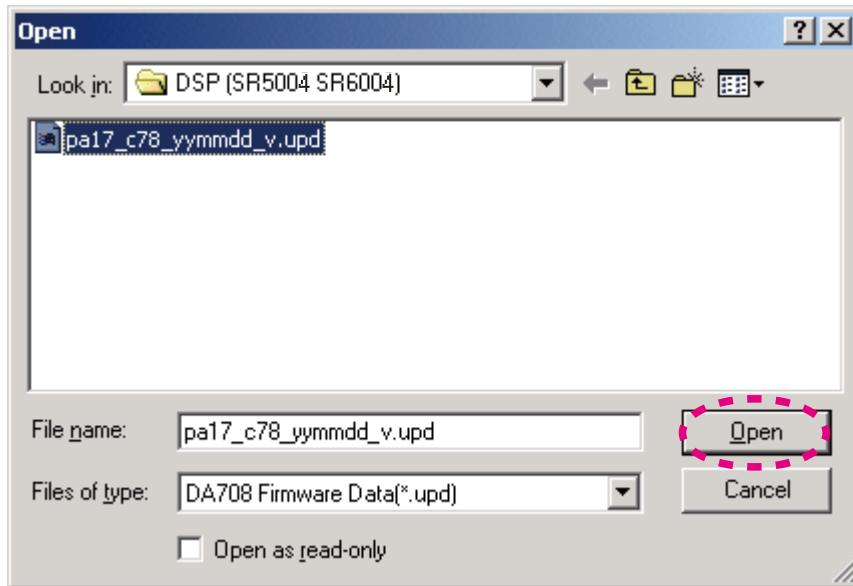 Open
Look in: DSP (SR5004 SR6004)
pa17_c78_yymmdd_v.upd
File name: pa17_c78_yymmdd_v.upd Open
Files of type: DA708 Firmware Data(*.upd) Cancel
Open as read-only